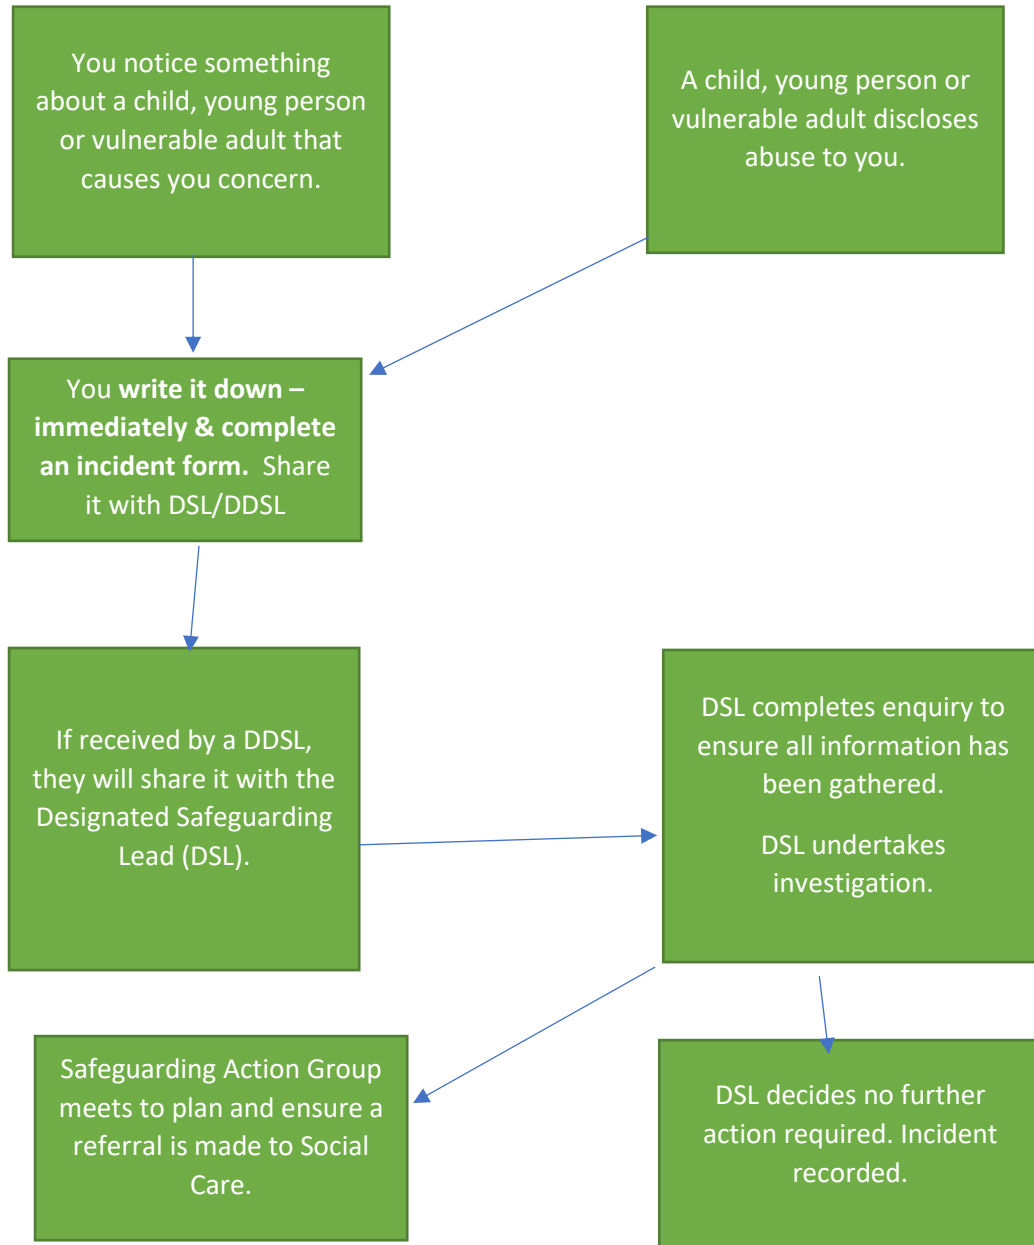 You notice something
about a child, young person
or vulnerable adult that
causes you concern.
A child, young person or
vulnerable adult discloses
abuse to you.
You write it down –
immediately & complete
an incident form. Share
it with DSL/DDSL
If received by a DDSL,
they will share it with the
Designated Safeguarding
Lead (DSL).
DSL completes enquiry to
ensure all information has
been gathered.
DSL undertakes
investigation.
Safeguarding Action Group
meets to plan and ensure a
referral is made to Social
Care.
DSL decides no further
action required. Incident
recorded.